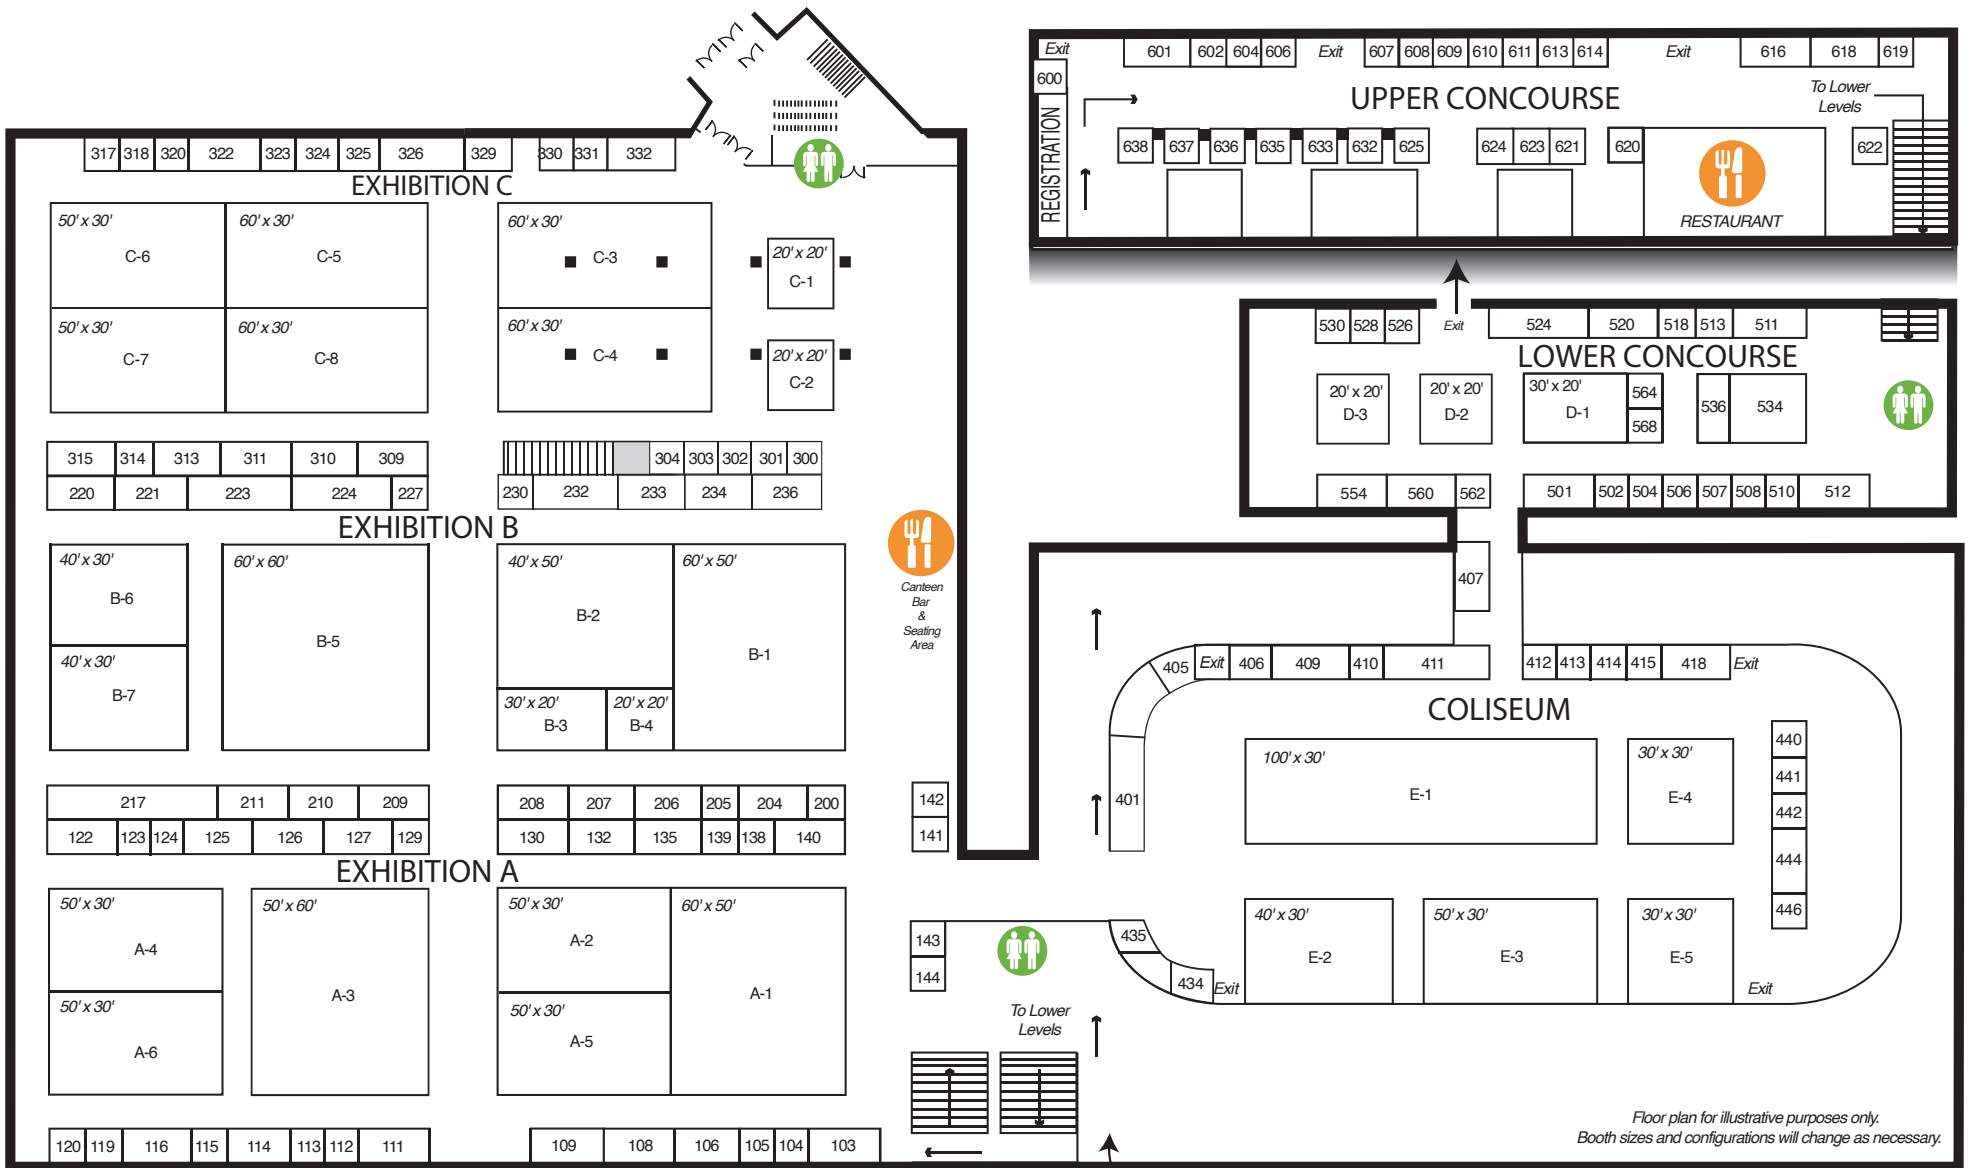 Exit
601
602
604
606
Exit
607
608
609
610
611
613
614
Exit
616
618
619
600
UPPER CONCOURSE
To Lower
Levels
REGISTRATION
638
637
636
635
633
632
625
624
623
621
620
622
RESTAURANT
317
318
320
322
323
324
325
326
329
330
331
332
EXHIBITION C
50' x 30'
C-6
60' x 30'
C-5
60' x 30'
C-3
20' x 20'
C-1
50' x 30'
C-7
60' x 30'
C-8
60' x 30'
C-4
20' x 20'
C-2
315
314
313
311
310
309
304
303
302
301
300
220
221
223
224
227
230
232
233
234
236
EXHIBITION B
40' x 30'
B-6
60' x 60'
B-5
40' x 50'
B-2
60' x 50'
B-1
40' x 30'
B-7
30' x 20'
B-3
20' x 20'
B-4
Canteen
Bar
&
Seating
Area
217
211
210
209
208
207
206
205
204
200
122
123
124
125
126
127
129
130
132
135
139
138
140
142
141
EXHIBITION A
50' x 30'
A-4
50' x 60'
A-3
50' x 30'
A-2
60' x 50'
A-1
50' x 30'
A-6
50' x 30'
A-5
143
144
To Lower
Levels
120
119
116
115
114
113
112
111
109
108
106
105
104
103
530
528
526
Exit
524
520
518
513
511
LOWER CONCOURSE
20' x 20'
D-3
20' x 20'
D-2
30' x 20'
D-1
564
568
536
534
554
560
562
501
502
504
506
507
508
510
512
407
405
Exit
406
409
410
411
412
413
414
415
418
Exit
COLISEUM
401
100' x 30'
E-1
30' x 30'
E-4
440
441
442
444
446
435
434
Exit
40' x 30'
E-2
50' x 30'
E-3
30' x 30'
E-5
Exit
Floor plan for illustrative purposes only.
Booth sizes and configurations will change as necessary.